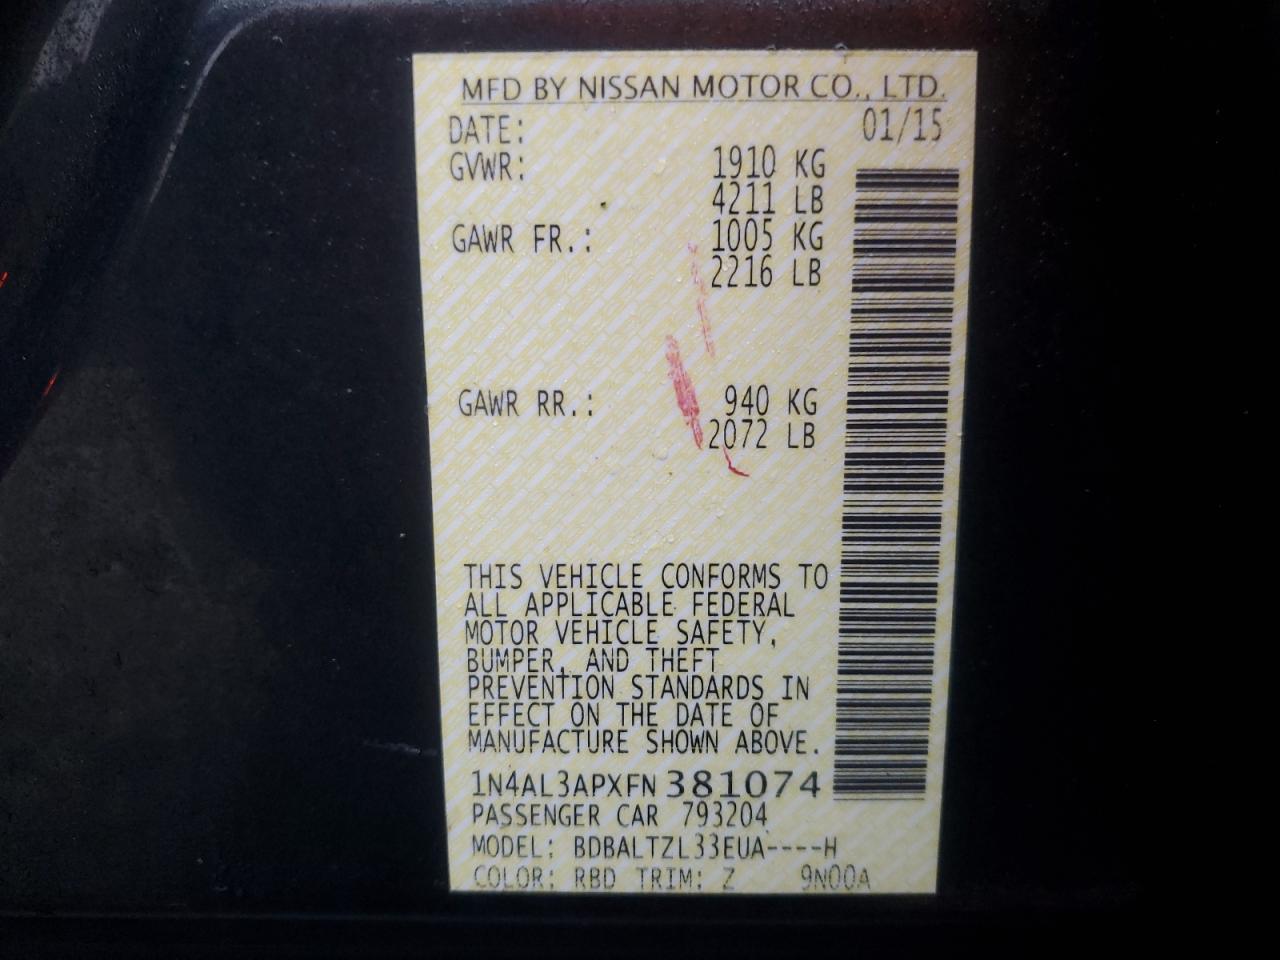 MFD BY NISSAN MOTOR CO., LTD.
DATE: 01/15
GVWR: 1910 KG
4211 LB
GAWR FR.: 1005 KG
2216 LB
GAWR RR.: 940 KG
2072 LB
THIS VEHICLE CONFORMS TO
ALL APPLICABLE FEDERAL
MOTOR VEHICLE SAFETY,
BUMPER, AND THEFT
PREVENTION STANDARDS IN
EFFECT ON THE DATE OF
MANUFACTURE SHOWN ABOVE.
1N4AL3APXFN381074
PASSENGER CAR 793204
MODEL: BDBALTZL33EUA----H
COLOR: RBD TRIM: Z 9N00A